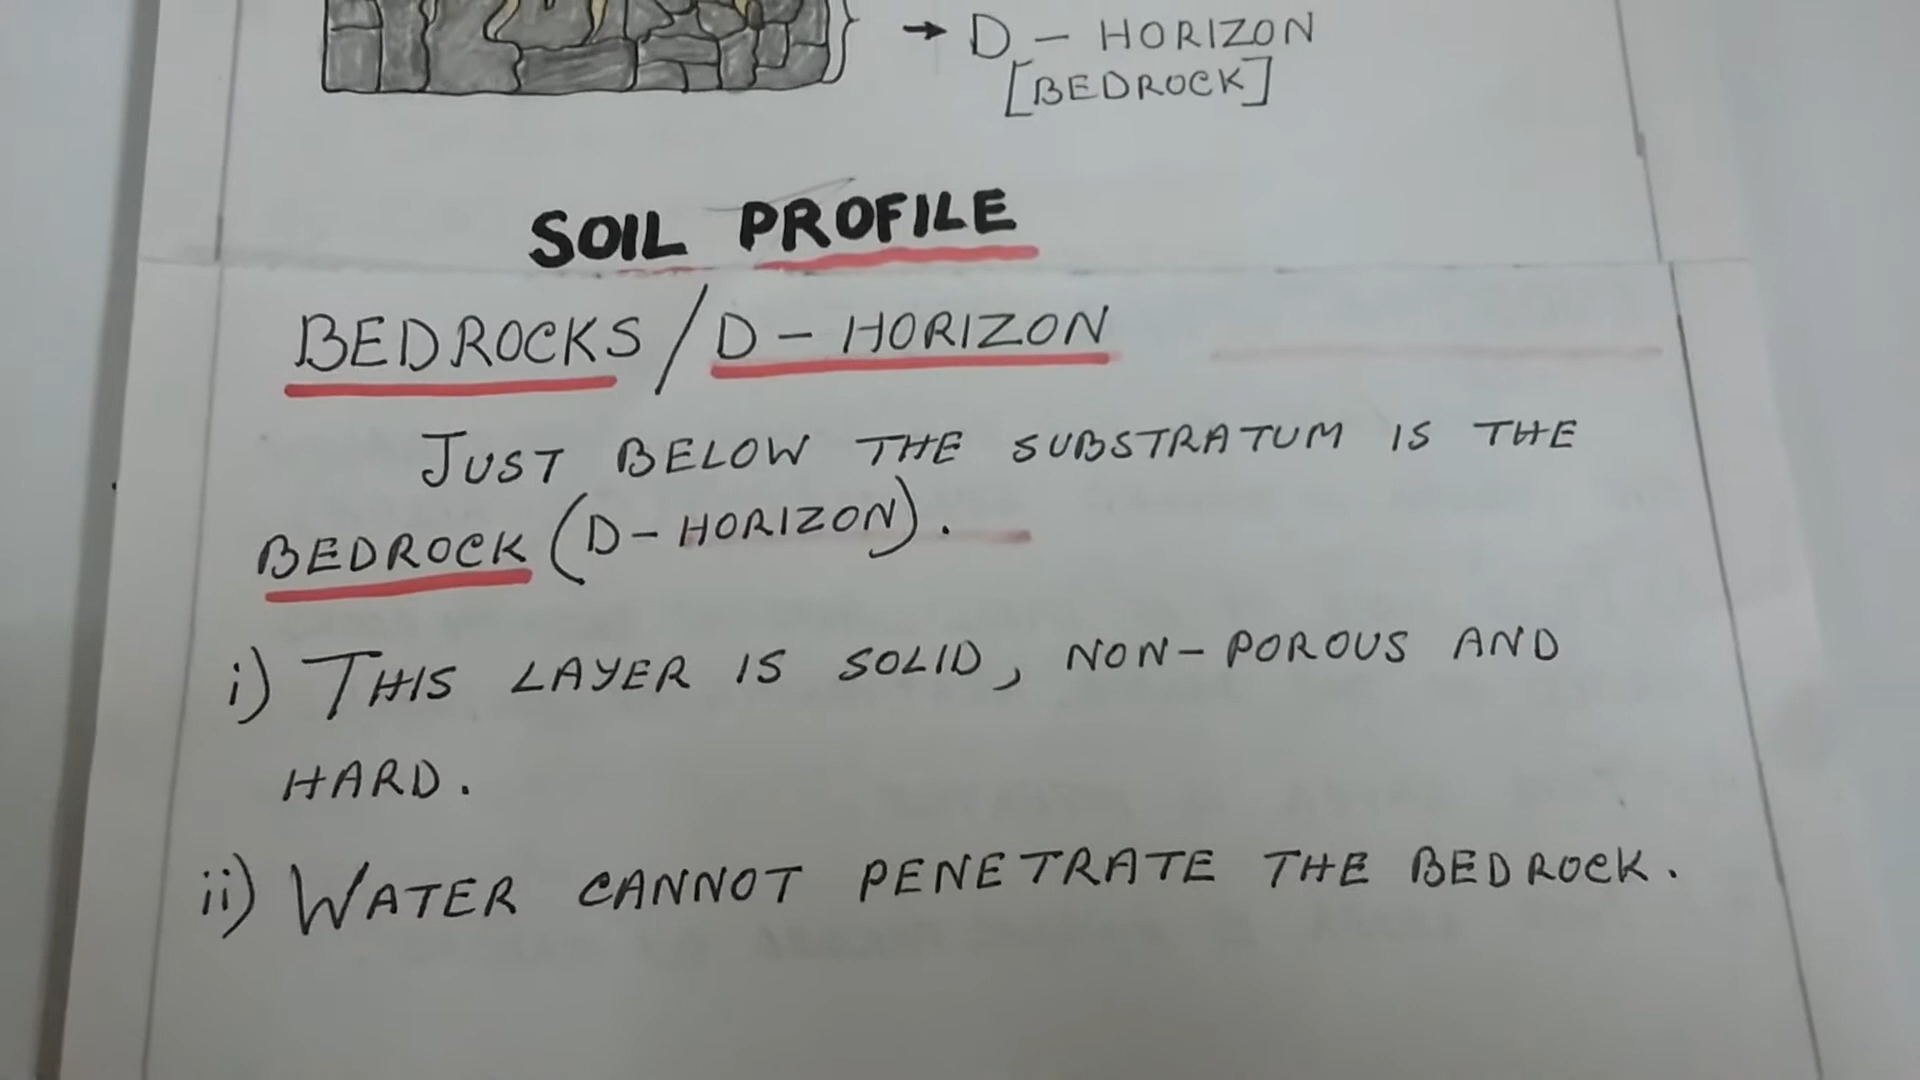 → D - HORIZON
[BEDROCK]
SOIL PROFILE
BEDROCKS / D - HORIZON
JUST BELOW THE SUBSTRATUM IS THE
BEDROCK (D - HORIZON).
i) THIS LAYER IS SOLID, NON - POROUS AND
HARD.
ii) WATER CANNOT PENETRATE THE BEDROCK.